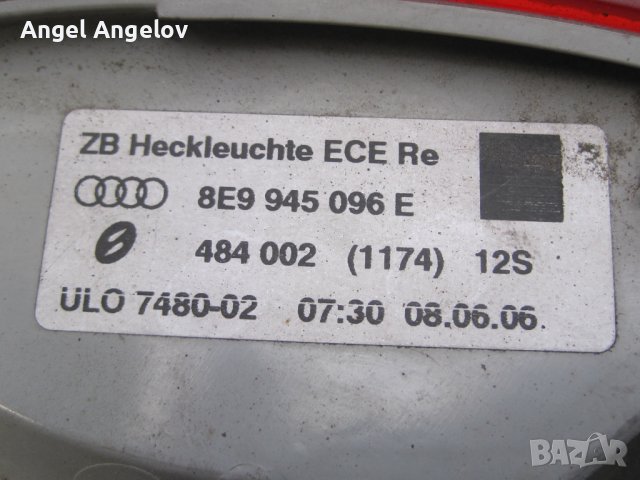 Angel Angelov
ZB Heckleuchte ECE Re
8E9 945 096 E
484 002 (1174) 12S
ULO 7480-02 07:30 08.06.06
BAZAR